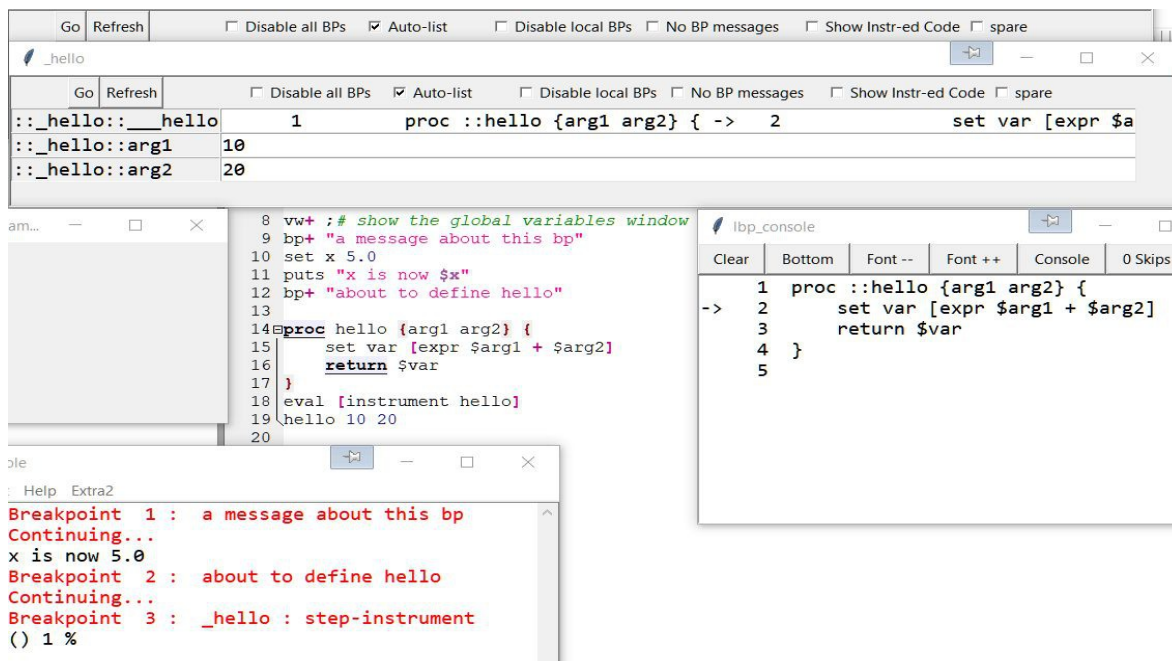 Go Refresh Disable all BPs Auto-list Disable local BPs No BP messages Show Instr-ed Code spare
_hello
Go Refresh Disable all BPs Auto-list Disable local BPs No BP messages Show Instr-ed Code spare
::_hello::___hello 1 proc ::hello {arg1 arg2} { -> 2 set var [expr $a
::_hello::arg1 10
::_hello::arg2 20
am...
8 vw+ ;# show the global variables window
9 bp+ "a message about this bp"
10 set x 5.0
11 puts "x is now $x"
12 bp+ "about to define hello"
13
14 proc hello {arg1 arg2} {
15 set var [expr $arg1 + $arg2]
16 return $var
17 }
18 eval [instrument hello]
19 hello 10 20
20
lbp_console
Clear Bottom Font -- Font ++ Console 0 Skips
1 proc ::hello {arg1 arg2} {
-> 2 set var [expr $arg1 + $arg2]
3 return $var
4 }
5
ole
Help Extra2
Breakpoint 1 : a message about this bp
Continuing...
x is now 5.0
Breakpoint 2 : about to define hello
Continuing...
Breakpoint 3 : _hello : step-instrument
() 1 %